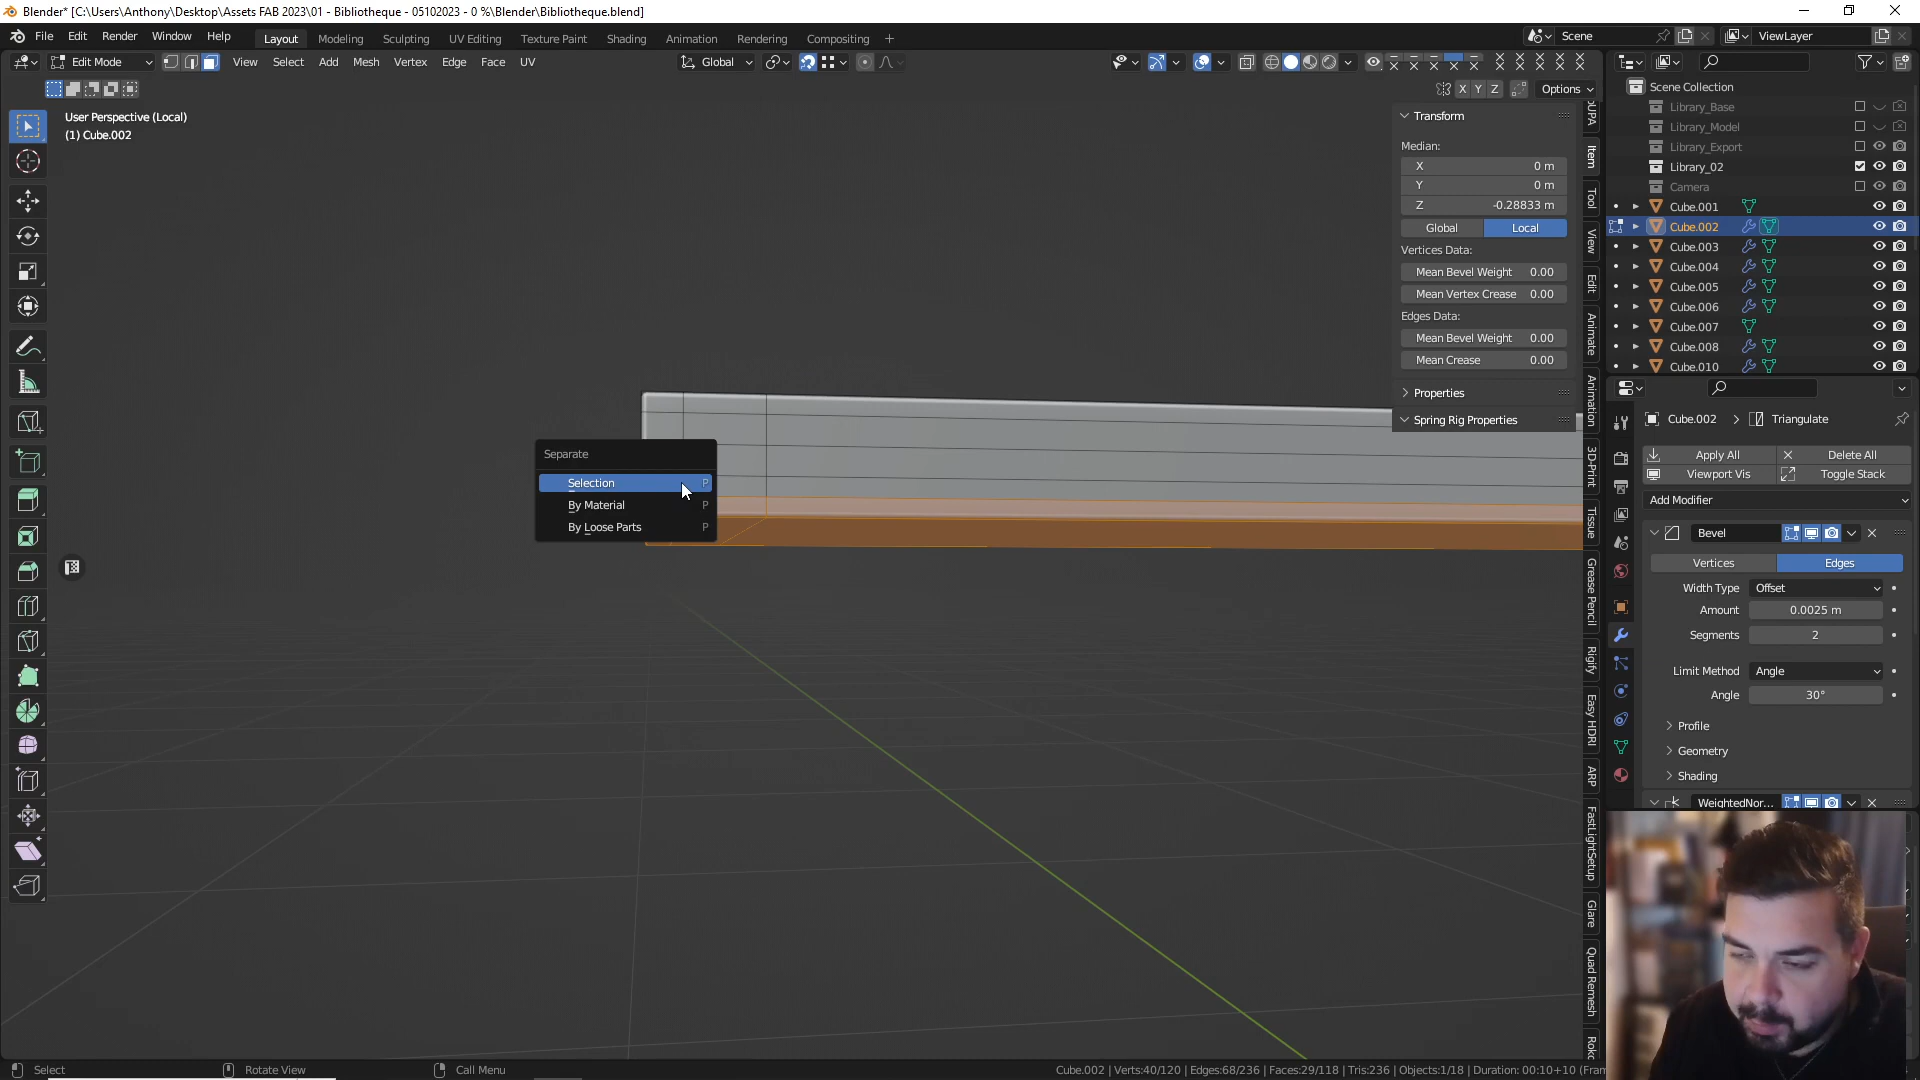 Blender* [C:\Users\Anthony\Desktop\Assets FAB 2023\01 - Bibliotheque - 05102023 - 0 %\Blender\Bibliotheque.blend]
File Edit Render Window Help Layout Modeling Sculpting UV Editing Texture Paint Shading Animation Rendering Compositing + Scene ViewLayer
Edit Mode View Select Add Mesh Vertex Edge Face UV Global
X Y Z Options
User Perspective (Local)
(1) Cube.002
Transform
Median:
X 0 m
Y 0 m
Z -0.28833 m
Global Local
Vertices Data:
Mean Bevel Weight 0.00
Mean Vertex Crease 0.00
Edges Data:
Mean Bevel Weight 0.00
Mean Crease 0.00
Properties
Spring Rig Properties
Separate
Selection P
By Material P
By Loose Parts P
Item
Tool
View
Edit
Animate
Animation
3D-Print
Tissue
Grease Pencil
Rigify
Easy HDRI
ARP
FastLightSetup
Glare
Quad Remesh
Roko
Scene Collection
Library_Base
Library_Model
Library_Export
Library_02
Camera
Cube.001
Cube.002
Cube.003
Cube.004
Cube.005
Cube.006
Cube.007
Cube.008
Cube.010
Cube.002 > Triangulate
Apply All Delete All
Viewport Vis Toggle Stack
Add Modifier
Bevel
Vertices Edges
Width Type Offset
Amount 0.0025 m
Segments 2
Limit Method Angle
Angle 30°
Profile
Geometry
Shading
WeightedNor...
Select Rotate View Call Menu
Cube.002 | Verts:40/120 | Edges:68/236 | Faces:29/118 | Tris:236 | Objects:1/18 | Duration: 00:10+10 (Fram